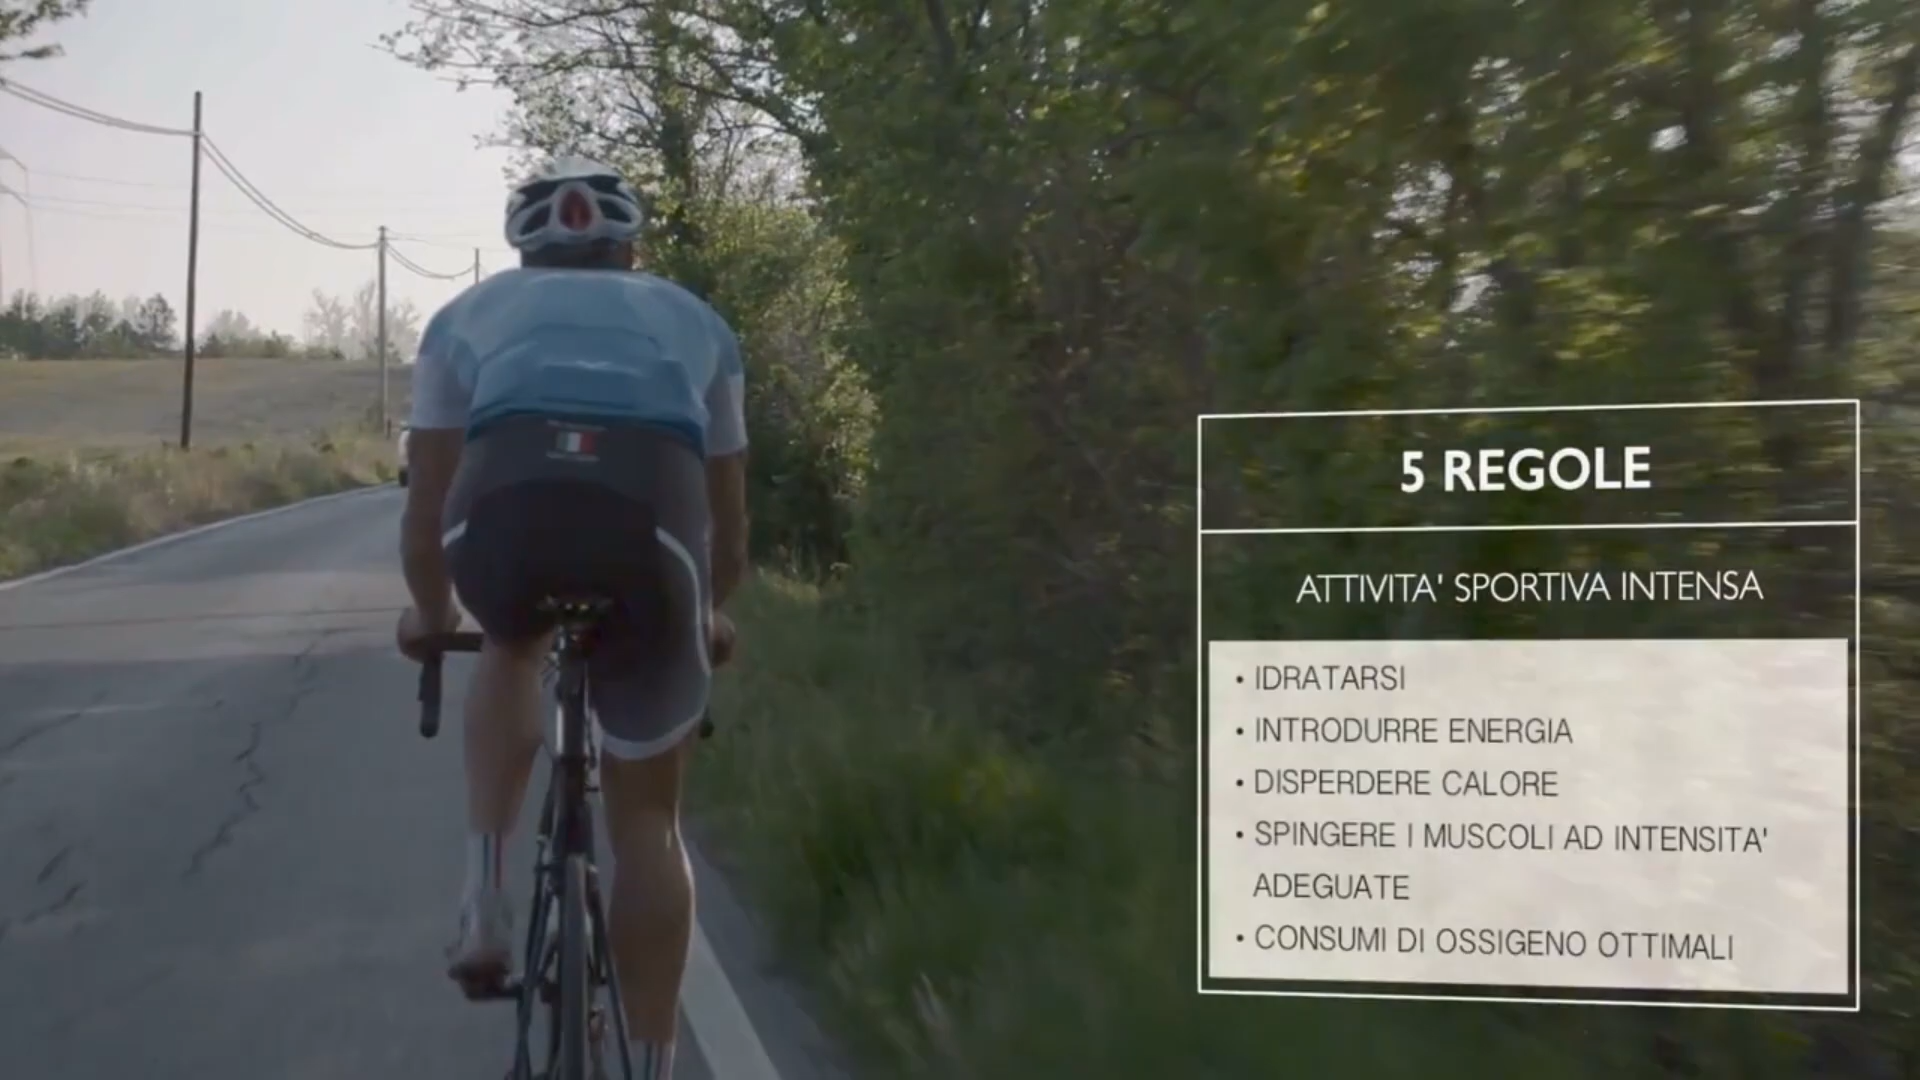 5 REGOLE
ATTIVITA' SPORTIVA INTENSA
• IDRATARSI
• INTRODURRE ENERGIA
• DISPERDERE CALORE
• SPINGERE I MUSCOLI AD INTENSITA'
ADEGUATE
• CONSUMI DI OSSIGENO OTTIMALI